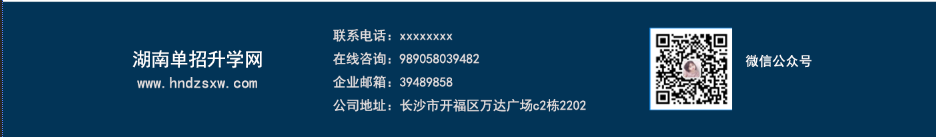 湖南单招升学网
www.hndzsxw.com
联系电话：xxxxxxxx
在线咨询：989058039482
企业邮箱：39489858
公司地址：长沙市开福区万达广场c2栋2202
微信公众号